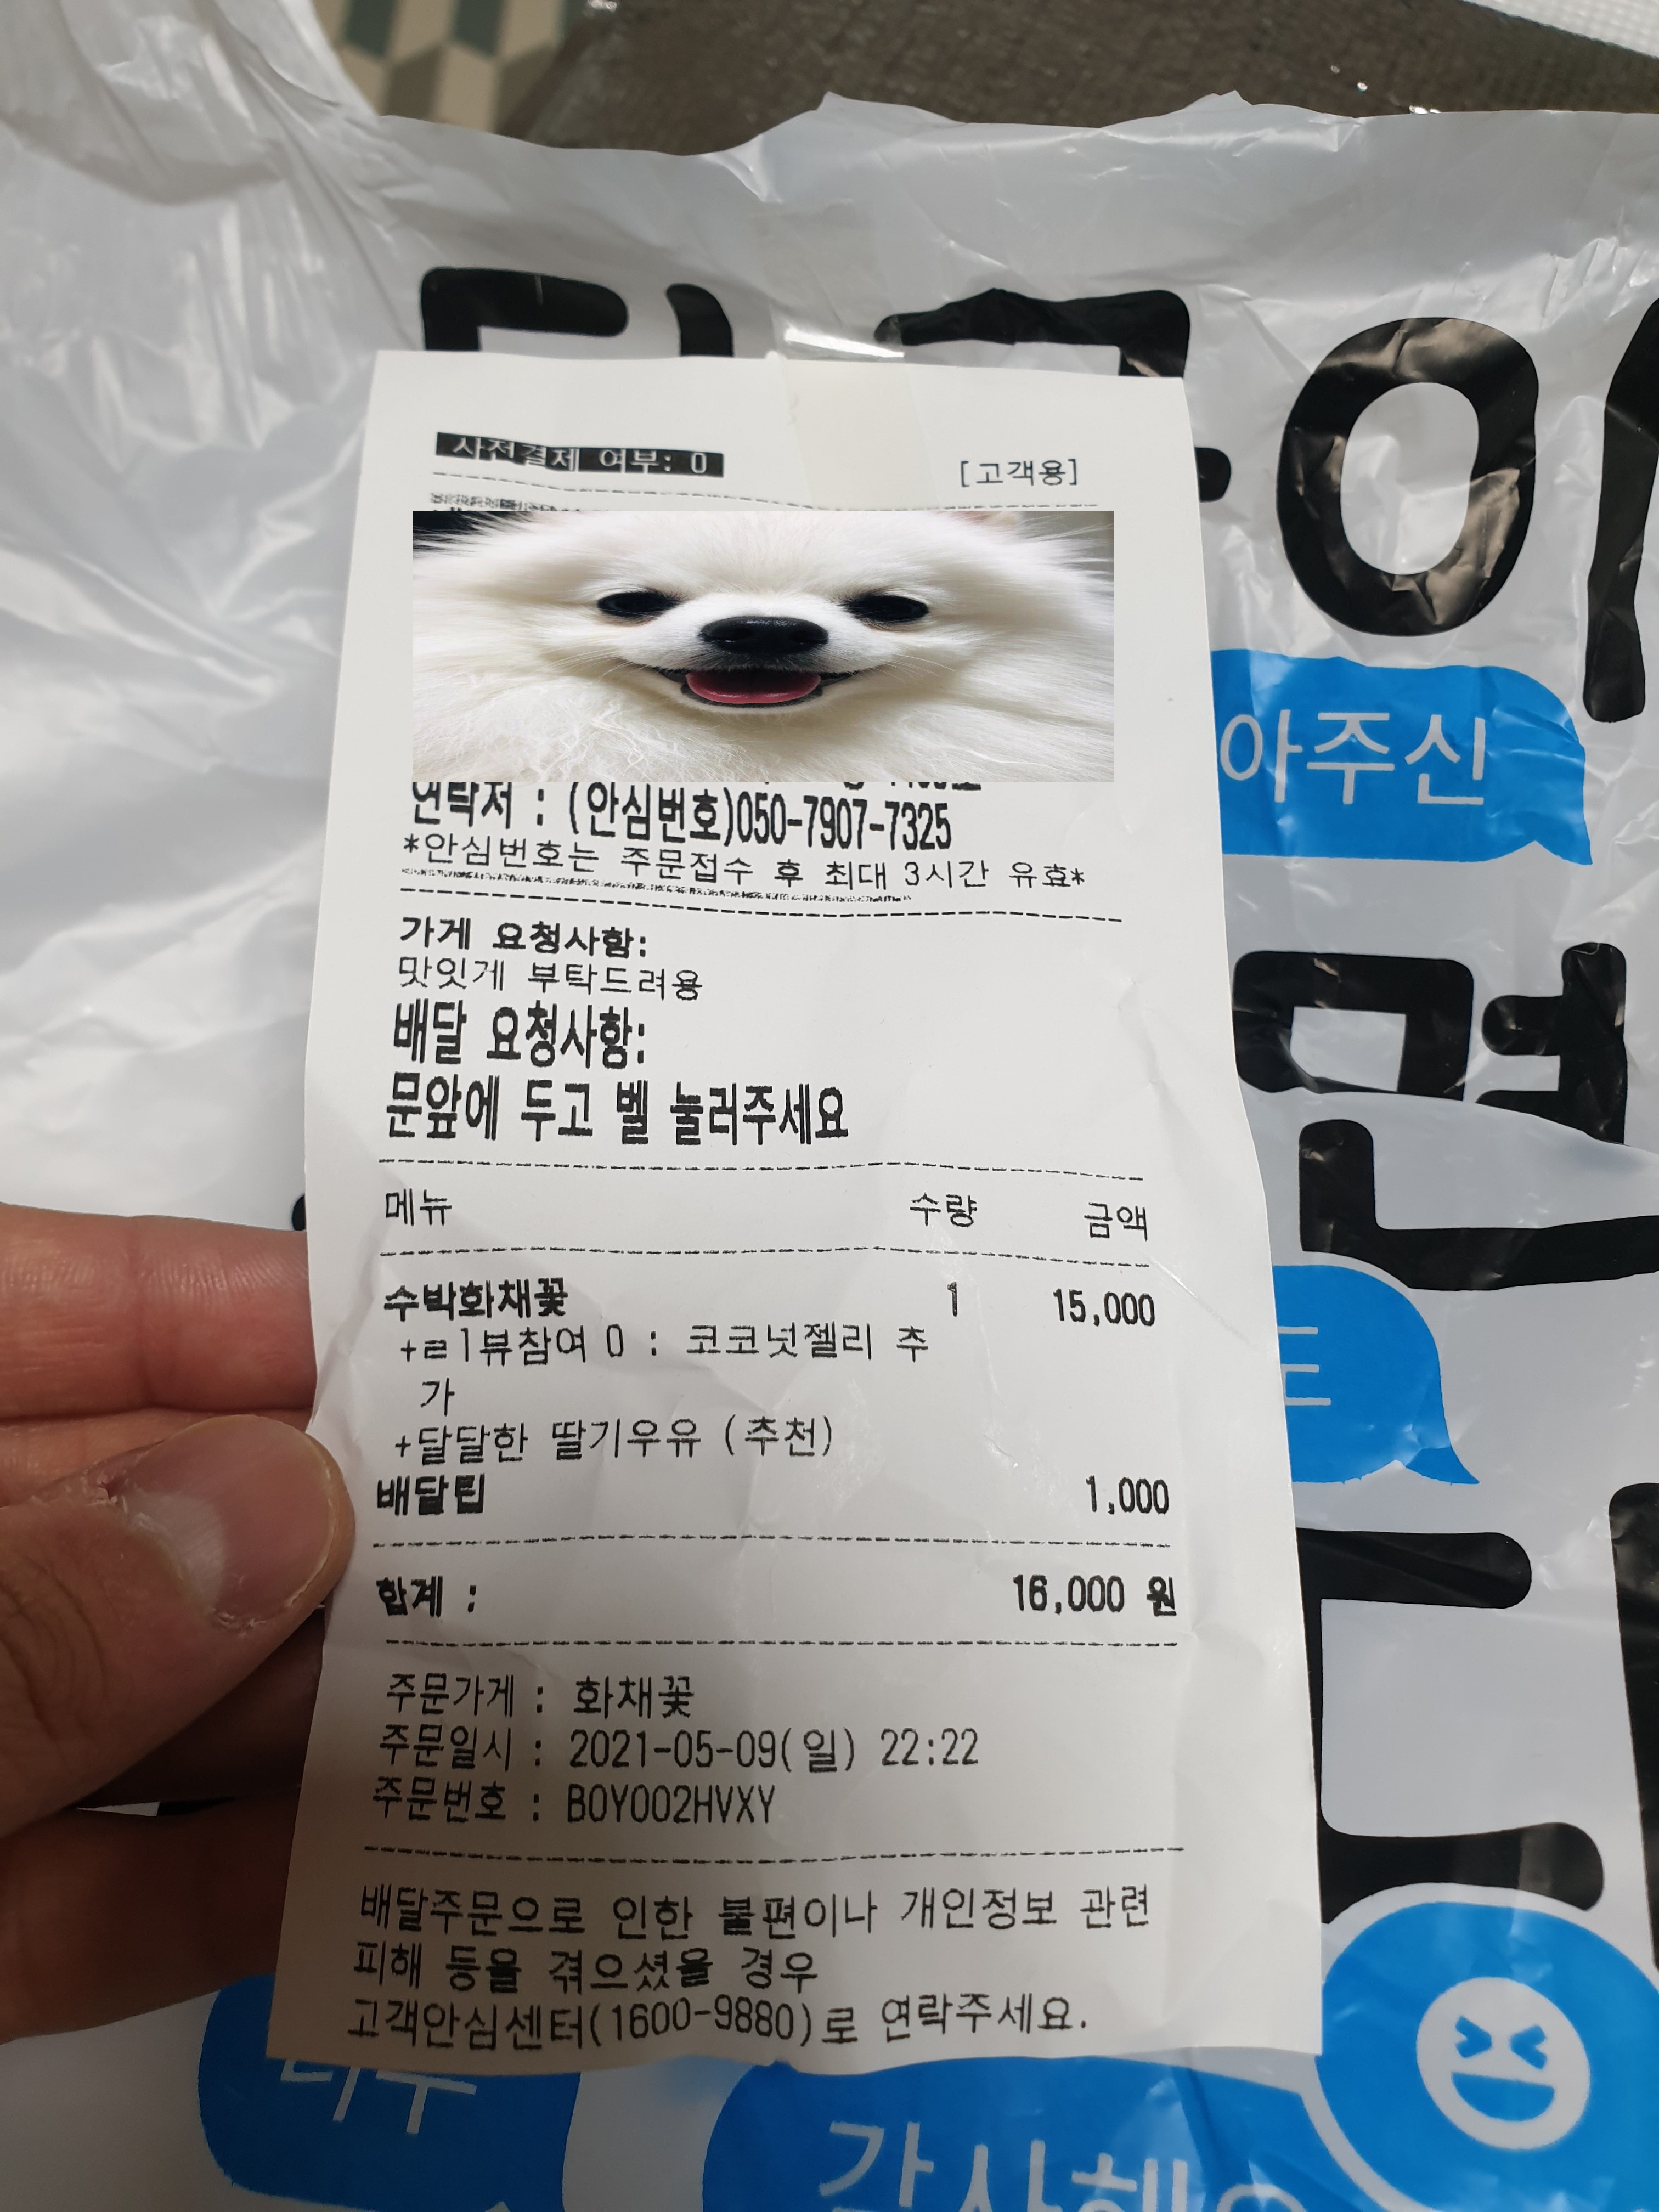 사전결제 여부: O
[고객용]
연락처 : (안심번호)050-7907-7325
*안심번호는 주문접수 후 최대 3시간 유효*
가게 요청사항:
맛있게 부탁드려용
배달 요청사항:
문앞에 두고 벨 눌러주세요
메뉴 수량 금액
수박화채꽃 1 15,000
+ㄹl뷰참여 O : 코코넛젤리 추
가
+달달한 딸기우유 (추천)
배달팁 1,000
합계 : 16,000 원
주문가게 : 화채꽃
주문일시 : 2021-05-09(일) 22:22
주문번호 : B0Y002HVXY
배달주문으로 인한 불편이나 개인정보 관련
피해 등을 겪으셨을 경우
고객안심센터(1600-9880)로 연락주세요.
아주신